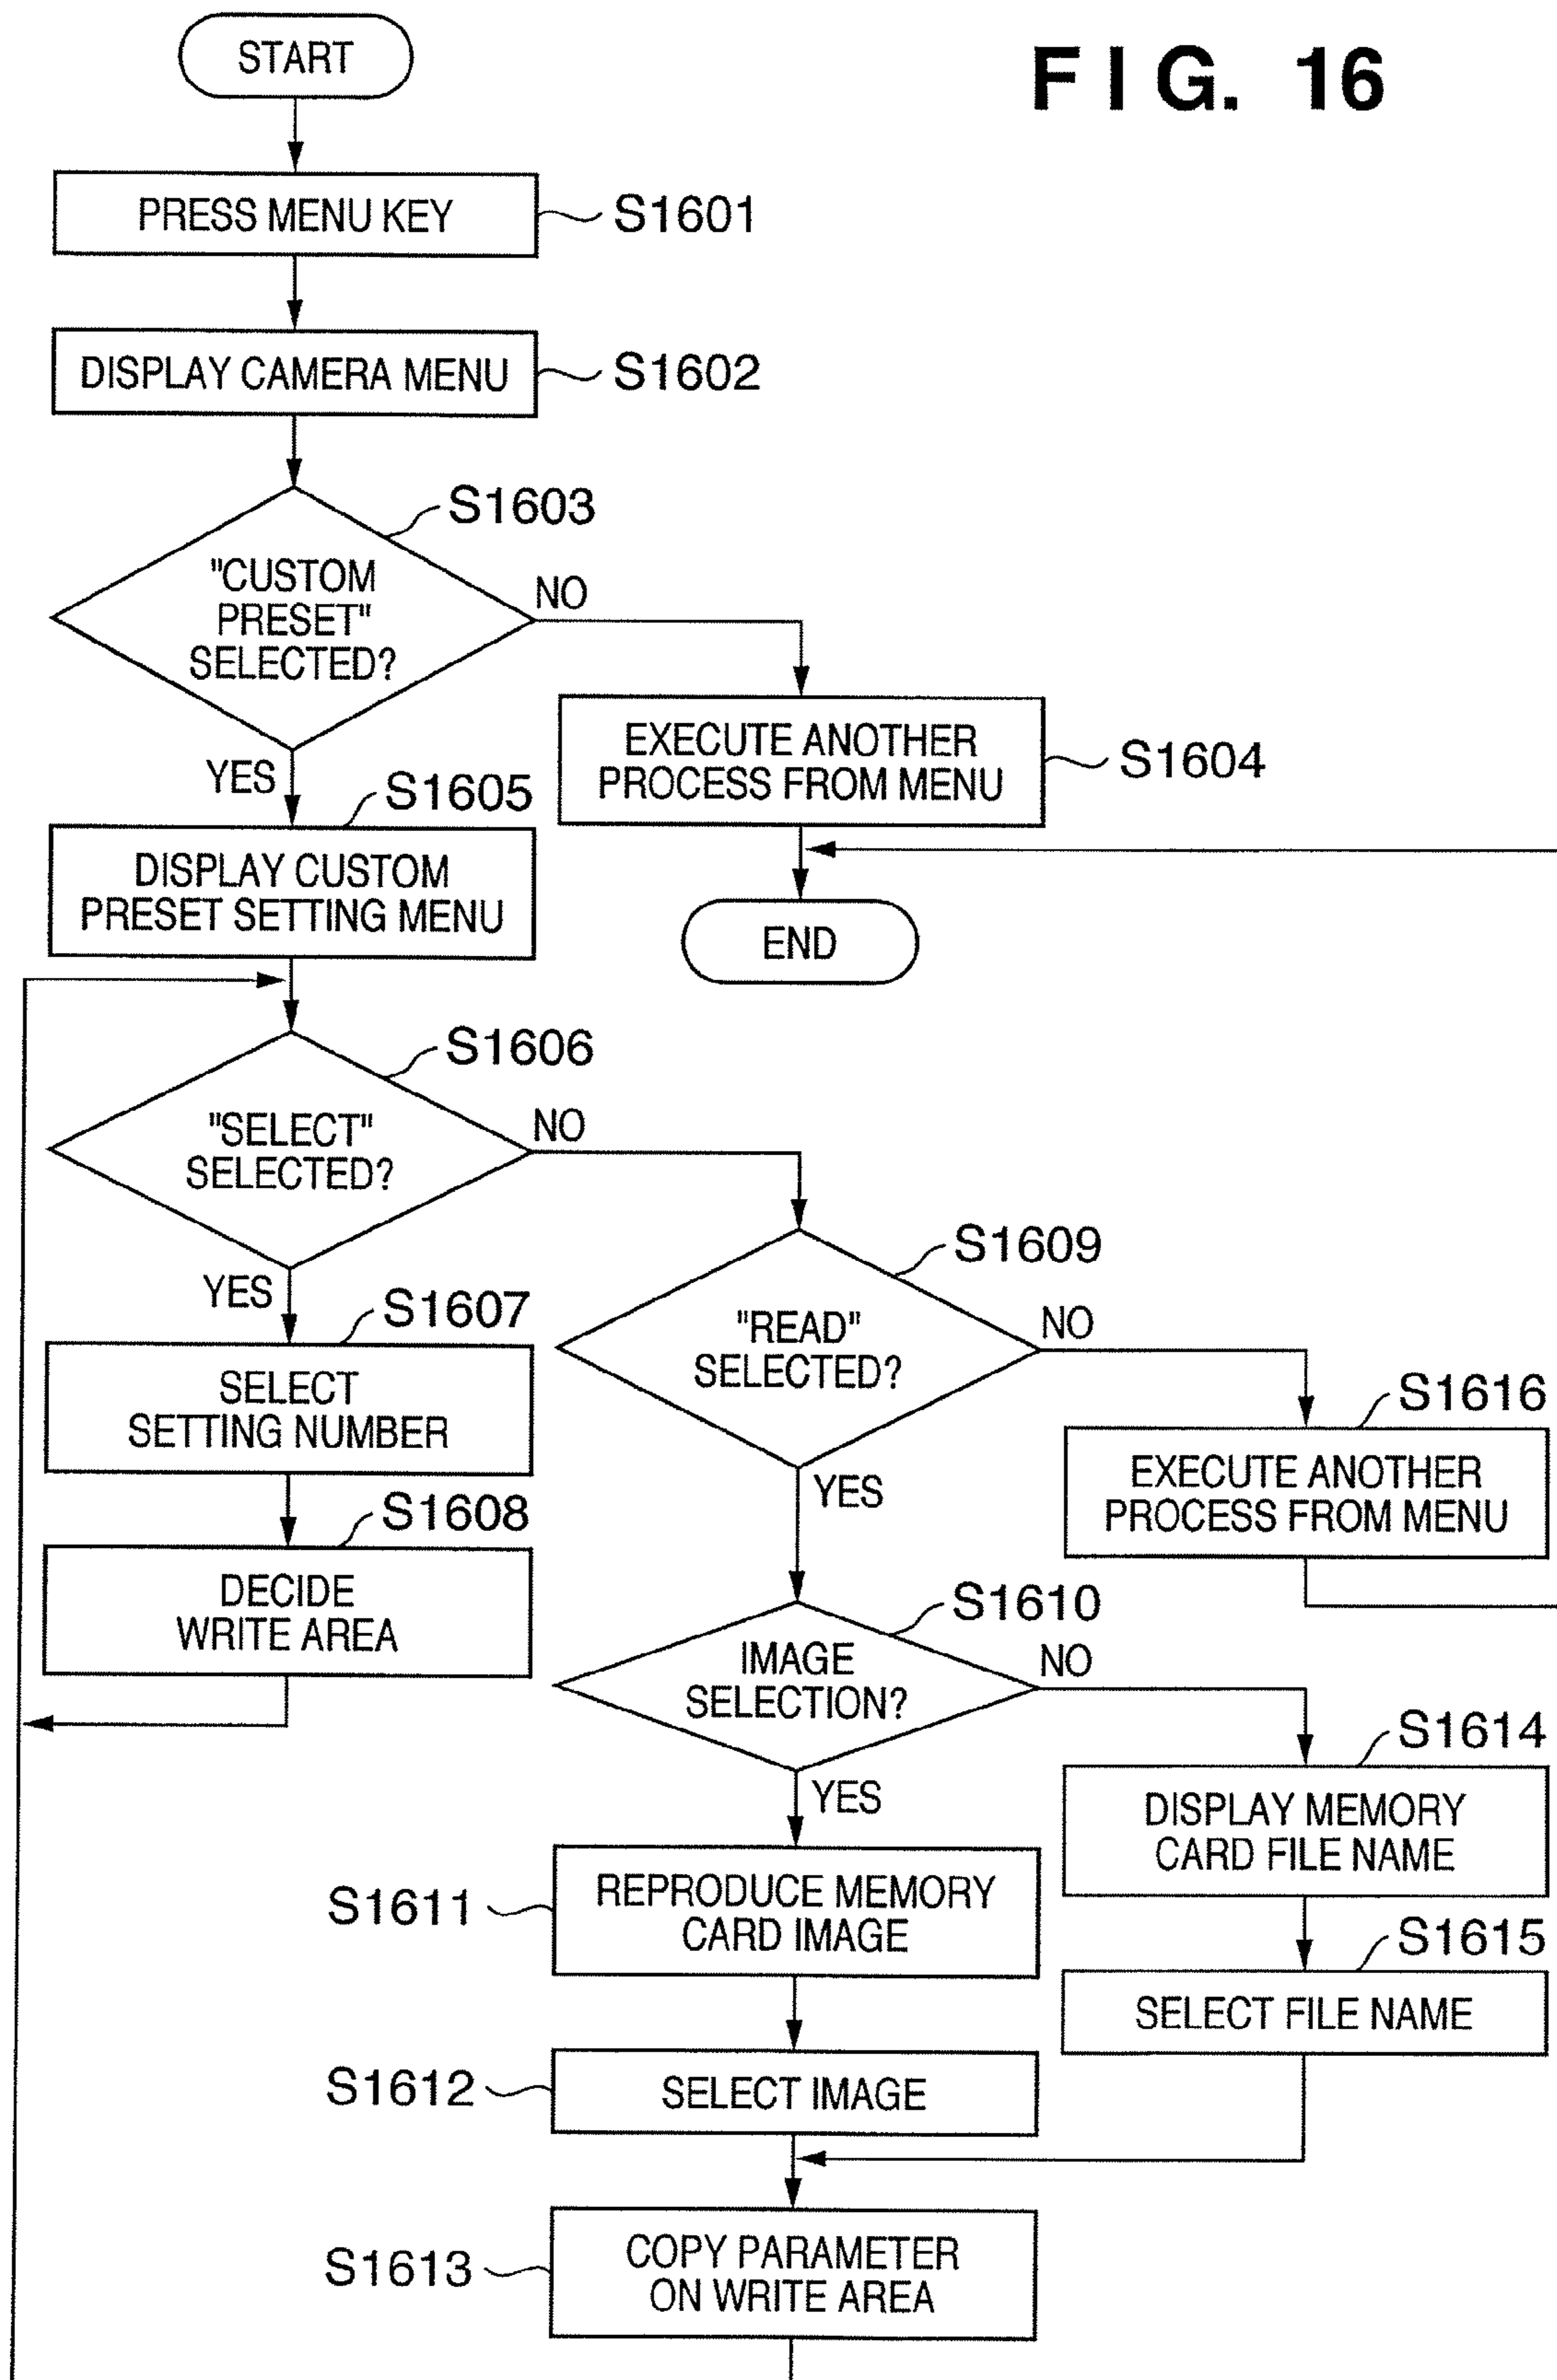 FIG. 16
START
PRESS MENU KEY
S1601
DISPLAY CAMERA MENU
S1602
S1603
"CUSTOM
PRESET"
SELECTED?
NO
YES
EXECUTE ANOTHER
PROCESS FROM MENU
S1604
S1605
DISPLAY CUSTOM
PRESET SETTING MENU
END
S1606
"SELECT"
SELECTED?
NO
YES
S1607
SELECT
SETTING NUMBER
S1608
DECIDE
WRITE AREA
S1609
"READ"
SELECTED?
NO
YES
S1616
EXECUTE ANOTHER
PROCESS FROM MENU
S1610
IMAGE
SELECTION?
NO
YES
S1614
DISPLAY MEMORY
CARD FILE NAME
S1611
REPRODUCE MEMORY
CARD IMAGE
S1615
SELECT FILE NAME
S1612
SELECT IMAGE
S1613
COPY PARAMETER
ON WRITE AREA